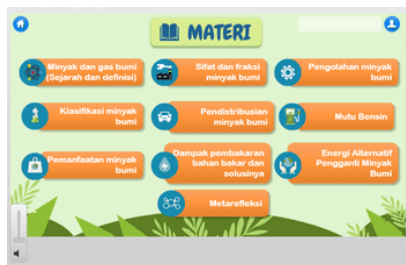 MATERI
Minyak dan gas bumi
(Sejarah dan definisi)
Sifat dan fraksi
minyak bumi
Pengolahan minyak
bumi
Klasifikasi minyak
bumi
Pendistribusian
minyak bumi
Mutu Bensin
Pemanfaatan minyak
bumi
Dampak pembakaran
bahan bakar dan
solusinya
Energi Alternatif
Pengganti Minyak
Bumi
Metarefleksi